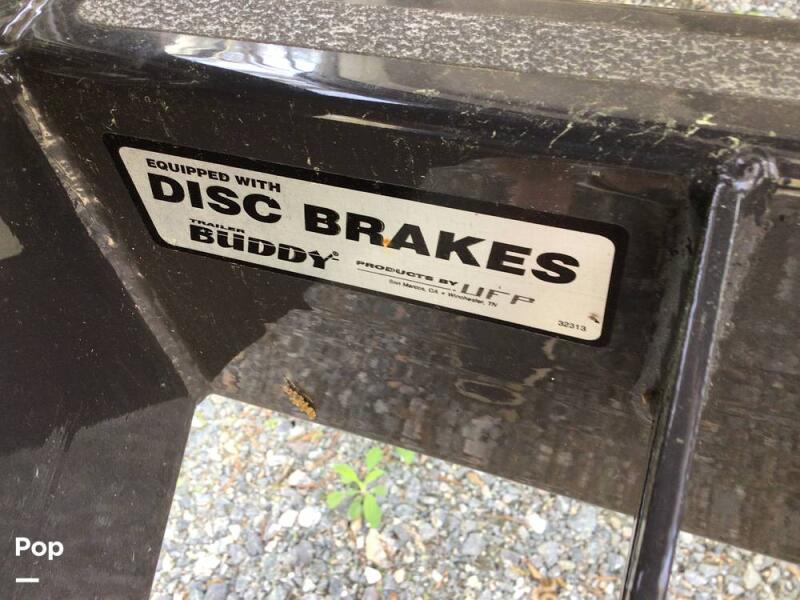 EQUIPPED WITH
DISC BRAKES
TRAILER
BUDDY
PRODUCTS BY UFP
San Marcos, CA • Winchester, TN
32313
Pop